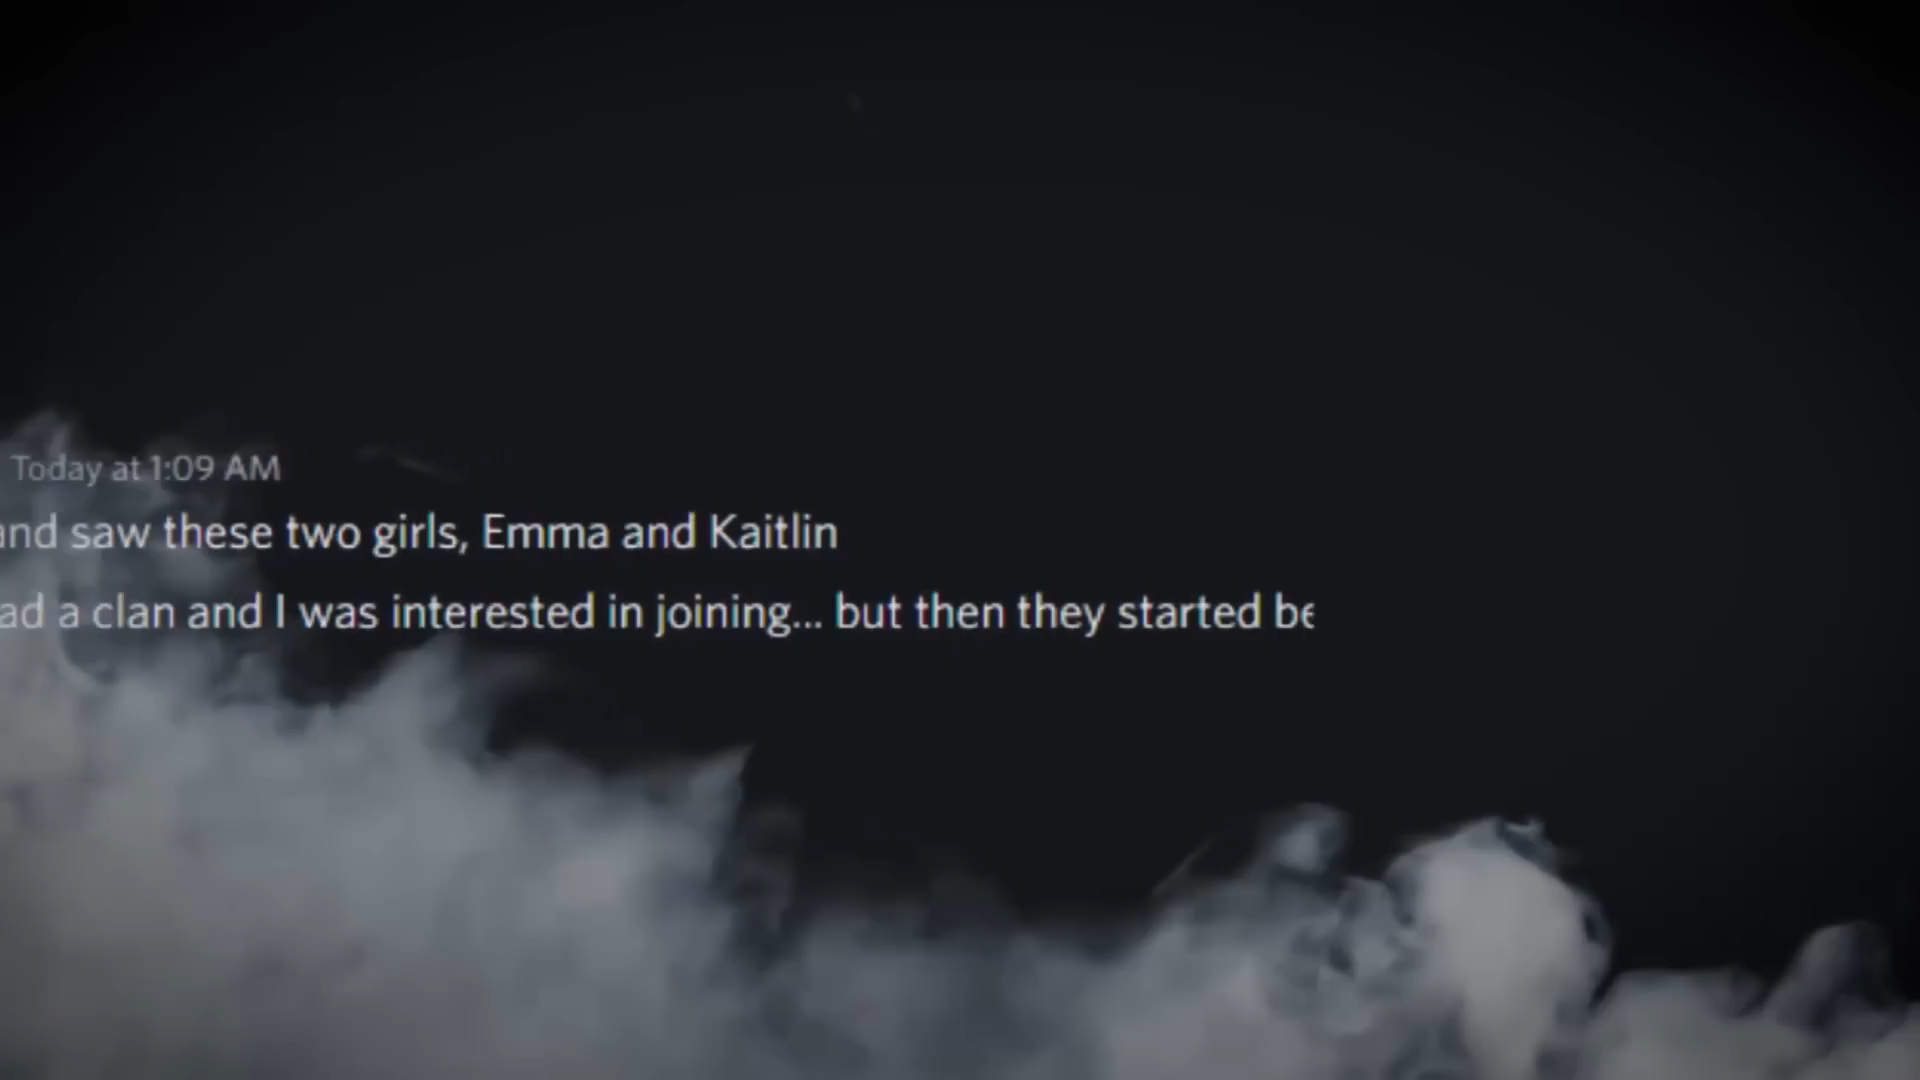 Today at 1:09 AM
and saw these two girls, Emma and Kaitlin
ad a clan and I was interested in joining... but then they started be